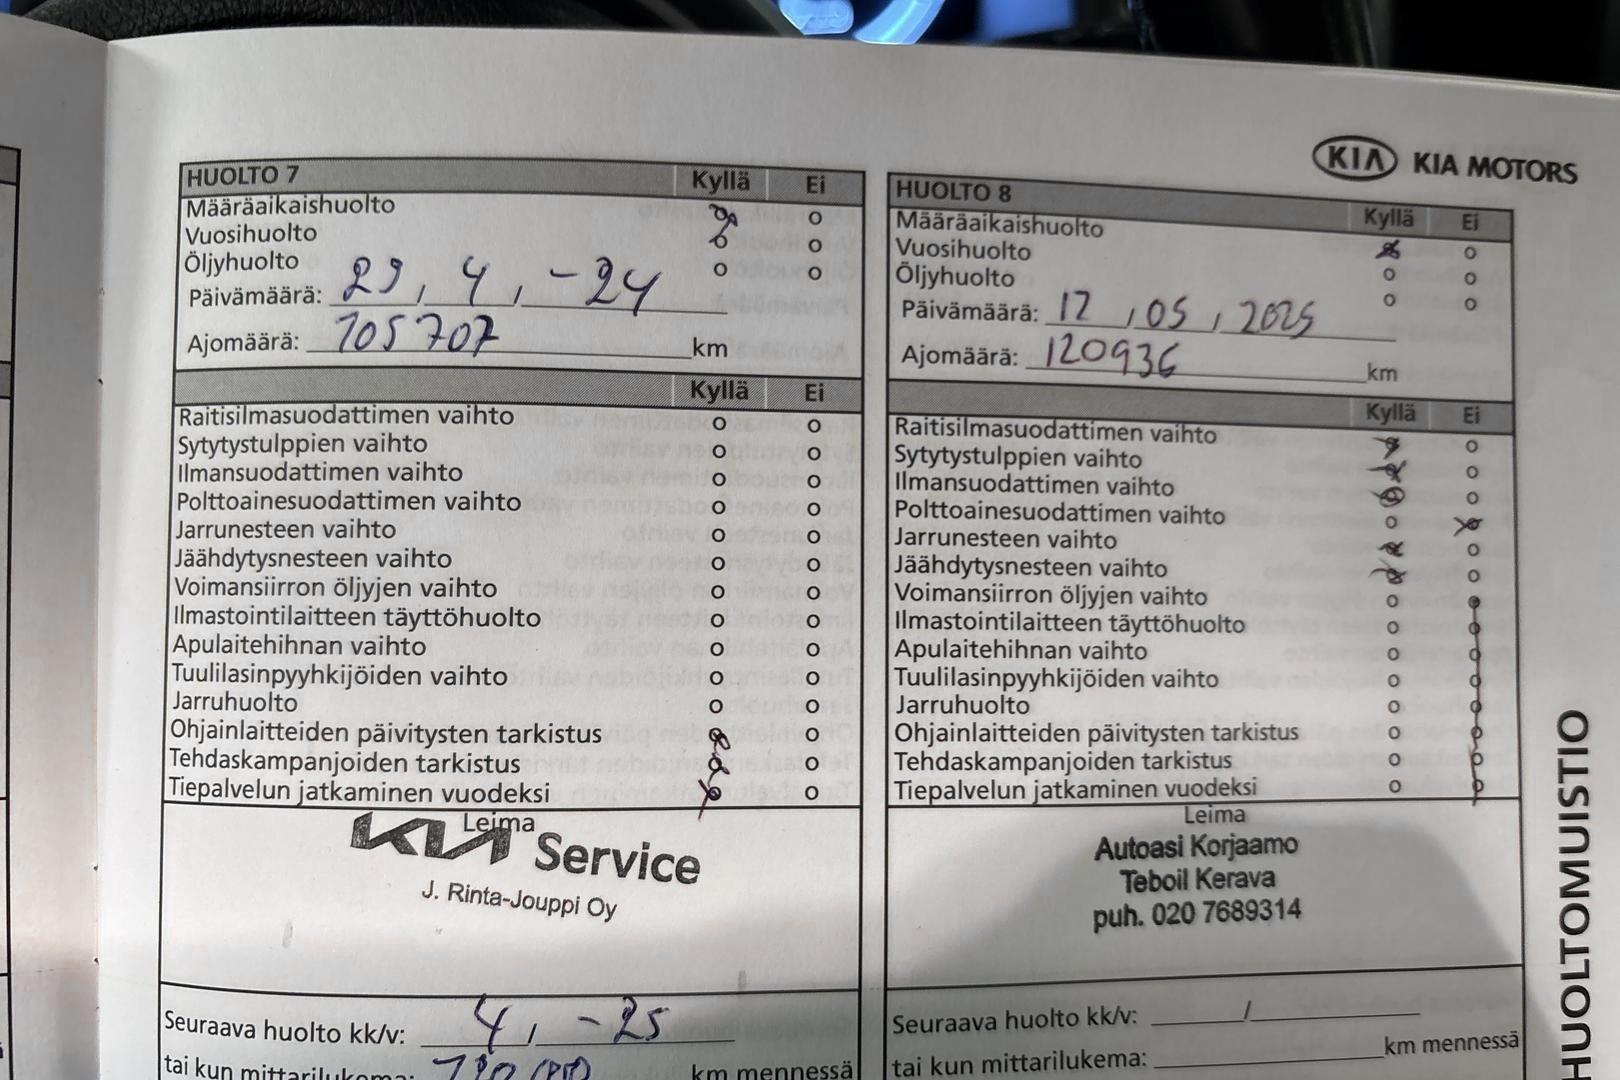 KIA KIA MOTORS
HUOLTO 7 Kyllä Ei
Määräaikaishuolto
Vuosihuolto
Öljyhuolto
Päivämäärä: 29, 4, -24
Ajomäärä: 105 707 km
Kyllä Ei
Raitisilmasuodattimen vaihto
Sytytystulppien vaihto
Ilmansuodattimen vaihto
Polttoainesuodattimen vaihto
Jarrunesteen vaihto
Jäähdytysnesteen vaihto
Voimansiirron öljyjen vaihto
Ilmastointilaitteen täyttöhuolto
Apulaitehihnan vaihto
Tuulilasinpyyhkijöiden vaihto
Jarruhuolto
Ohjainlaitteiden päivitysten tarkistus
Tehdaskampanjoiden tarkistus
Tiepalvelun jatkaminen vuodeksi
Leima
KIA Service
J. Rinta-Jouppi Oy
Seuraava huolto kk/v: 4, -25
tai kun mittarilukema: km mennessä
HUOLTO 8 Kyllä Ei
Määräaikaishuolto
Vuosihuolto
Öljyhuolto
Päivämäärä: 12 , 05 , 2025
Ajomäärä: 120936 km
Kyllä Ei
Raitisilmasuodattimen vaihto
Sytytystulppien vaihto
Ilmansuodattimen vaihto
Polttoainesuodattimen vaihto
Jarrunesteen vaihto
Jäähdytysnesteen vaihto
Voimansiirron öljyjen vaihto
Ilmastointilaitteen täyttöhuolto
Apulaitehihnan vaihto
Tuulilasinpyyhkijöiden vaihto
Jarruhuolto
Ohjainlaitteiden päivitysten tarkistus
Tehdaskampanjoiden tarkistus
Tiepalvelun jatkaminen vuodeksi
Leima
Autoasi Korjaamo
Teboil Kerava
puh. 020 7689314
Seuraava huolto kk/v: /
tai kun mittarilukema: km mennessä
HUOLTOMUISTIO